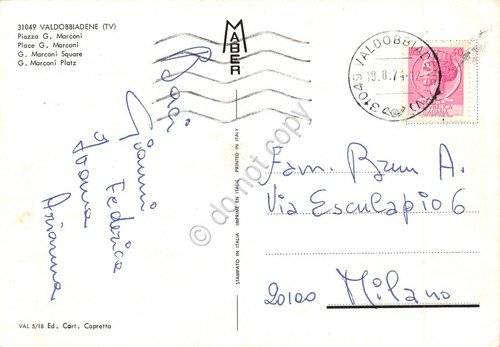 31049 VALDOBBIADENE (TV)
Piazza G. Marconi
Place G. Marconi
G. Marconi Square
G. Marconi Platz
Baci
Gianni
Federica
Ivana
Arianna
VAL 5/18 Ed. Cart. Capretta
MABER
STAMPATO IN ITALIA IMPRIMÉ EN ITALIE PRINTED IN ITALY
31049 VALDOBBIADENE (TV)
19.8.74
40
do not copy
Fam. Brun A.
Via Esculapio 6
20100 Milano